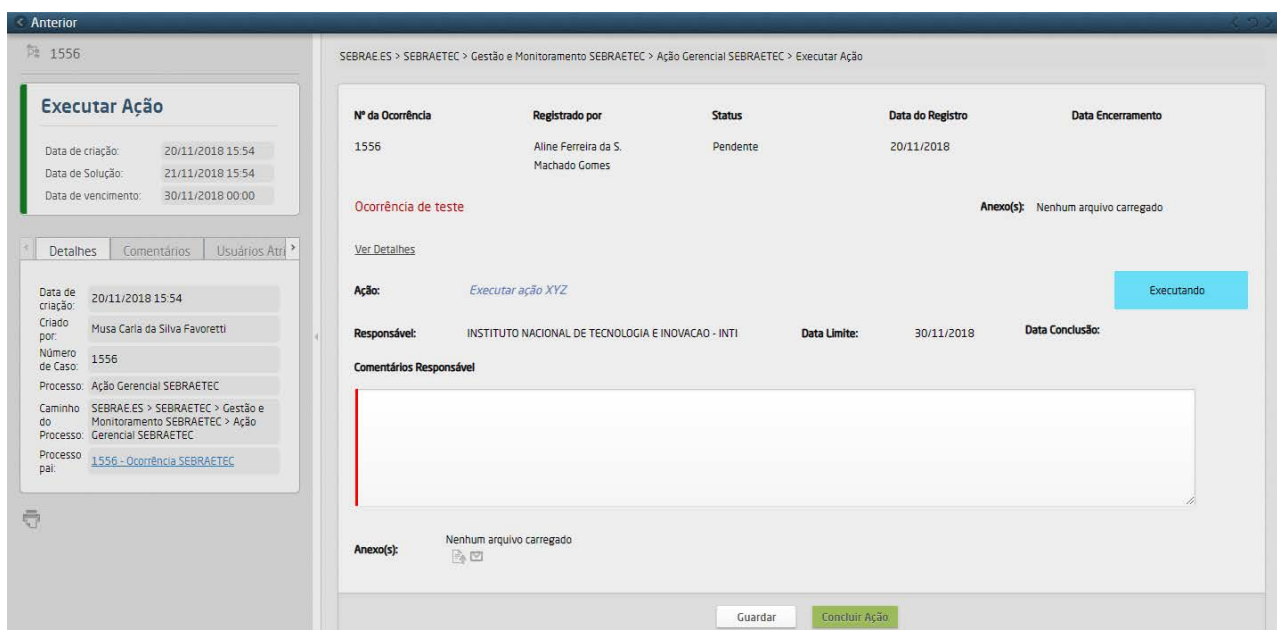 Anterior
1556
Executar Ação
Data de criação: 20/11/2018 15:54
Data de Solução: 21/11/2018 15:54
Data de vencimento: 30/11/2018 00:00
Detalhes Comentários Usuários Atri
Data de criação: 20/11/2018 15:54
Criado por: Musa Carla da Silva Favoretti
Número de Caso: 1556
Processo: Ação Gerencial SEBRAETEC
Caminho do Processo: SEBRAE.ES > SEBRAETEC > Gestão e Monitoramento SEBRAETEC > Ação Gerencial SEBRAETEC
Processo pai: 1556 - Ocorrência SEBRAETEC
SEBRAE.ES > SEBRAETEC > Gestão e Monitoramento SEBRAETEC > Ação Gerencial SEBRAETEC > Executar Ação
Nº da Ocorrência Registrado por Status Data do Registro Data Encerramento
1556 Aline Ferreira da S. Pendente 20/11/2018
Machado Gomes
Ocorrência de teste Anexo(s): Nenhum arquivo carregado
Ver Detalhes
Ação: Executar ação XYZ Executando
Responsável: INSTITUTO NACIONAL DE TECNOLOGIA E INOVACAO - INTI Data Limite: 30/11/2018 Data Conclusão:
Comentários Responsável
Anexo(s): Nenhum arquivo carregado
Guardar Concluir Ação